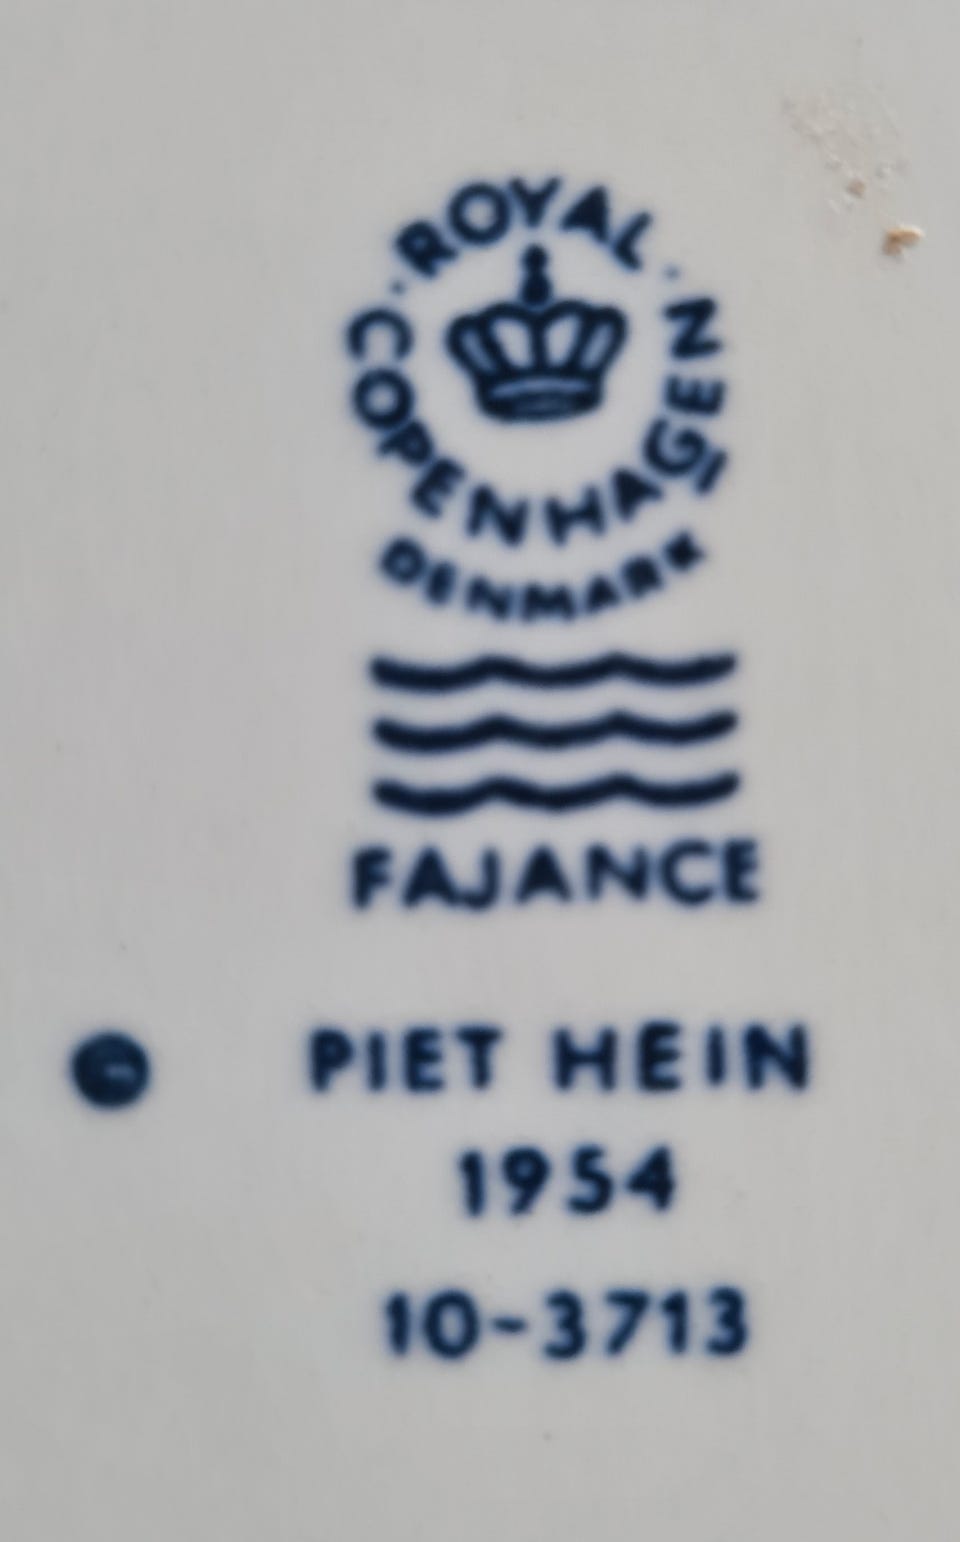 ROYAL
COPENHAGEN
DENMARK
FAJANCE
PIET HEIN
1954
10-3713